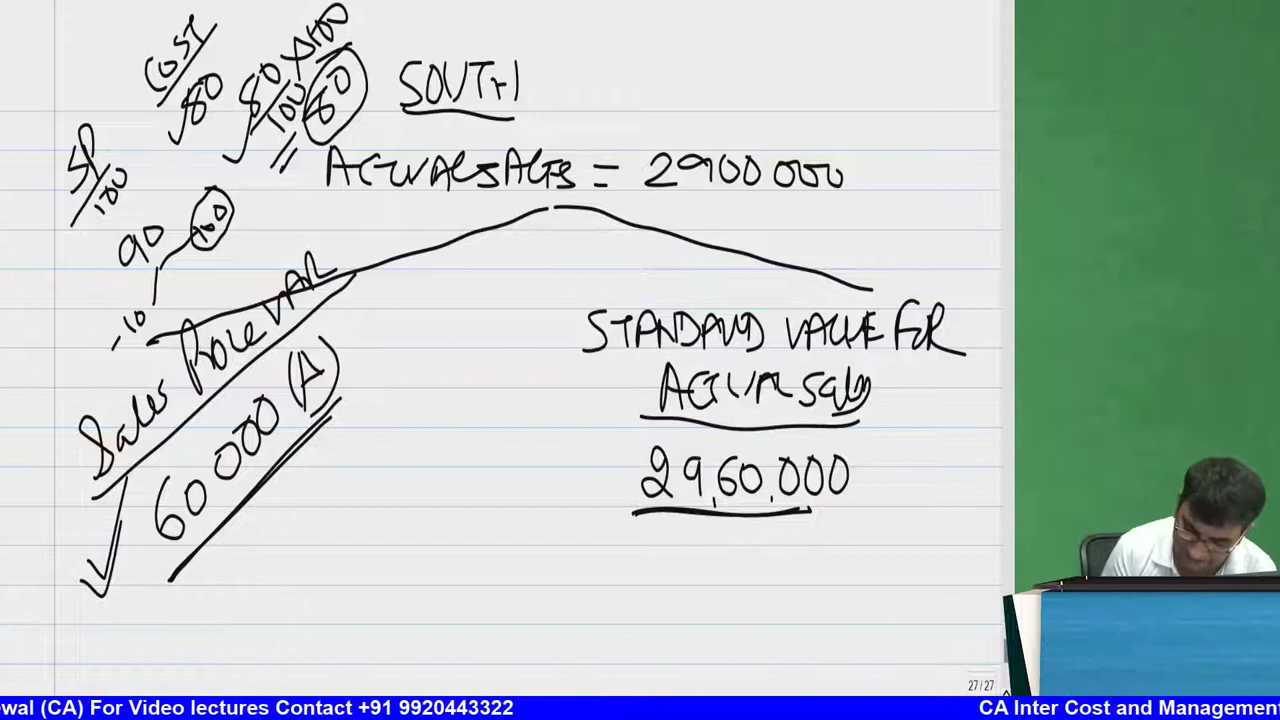 COST
80
80 × 100
100
80
SOUTH
SP
100
ACTUAL SALES = 2900000
90
100
-10
Sales Price VAR
60000 (A)
STANDARD VALUE FOR
ACTUAL Sales
29,60,000
27/27
wal (CA) For Video lectures Contact +91 9920443322
CA Inter Cost and Management